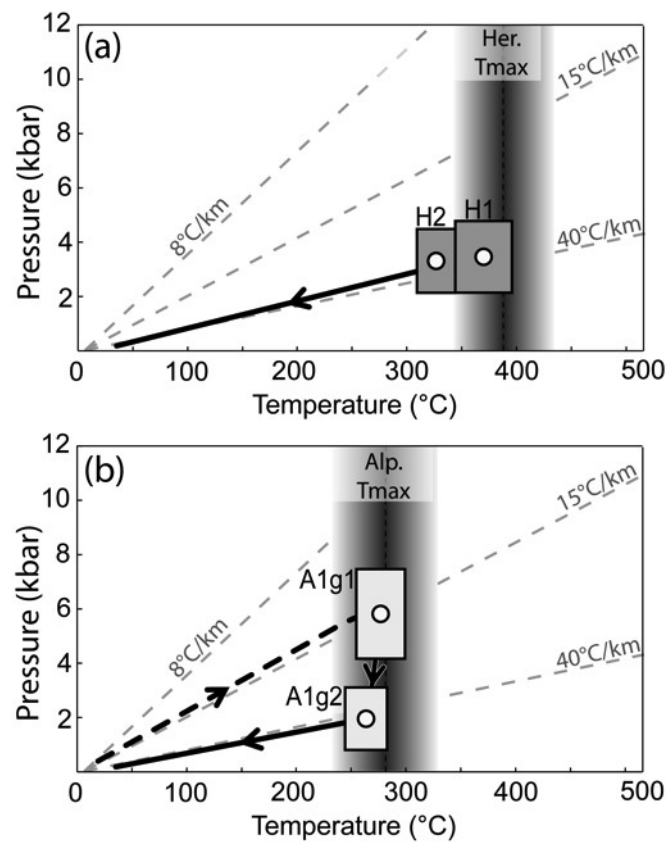 (a)
Her.
Tmax
12
10
8
6
4
2
Pressure (kbar)
8°C/km
15°C/km
40°C/km
H2
H1
0
100
200
300
400
500
Temperature (°C)
(b)
Alp.
Tmax
12
10
8
6
4
2
Pressure (kbar)
8°C/km
15°C/km
40°C/km
A1g1
A1g2
0
100
200
300
400
500
Temperature (°C)